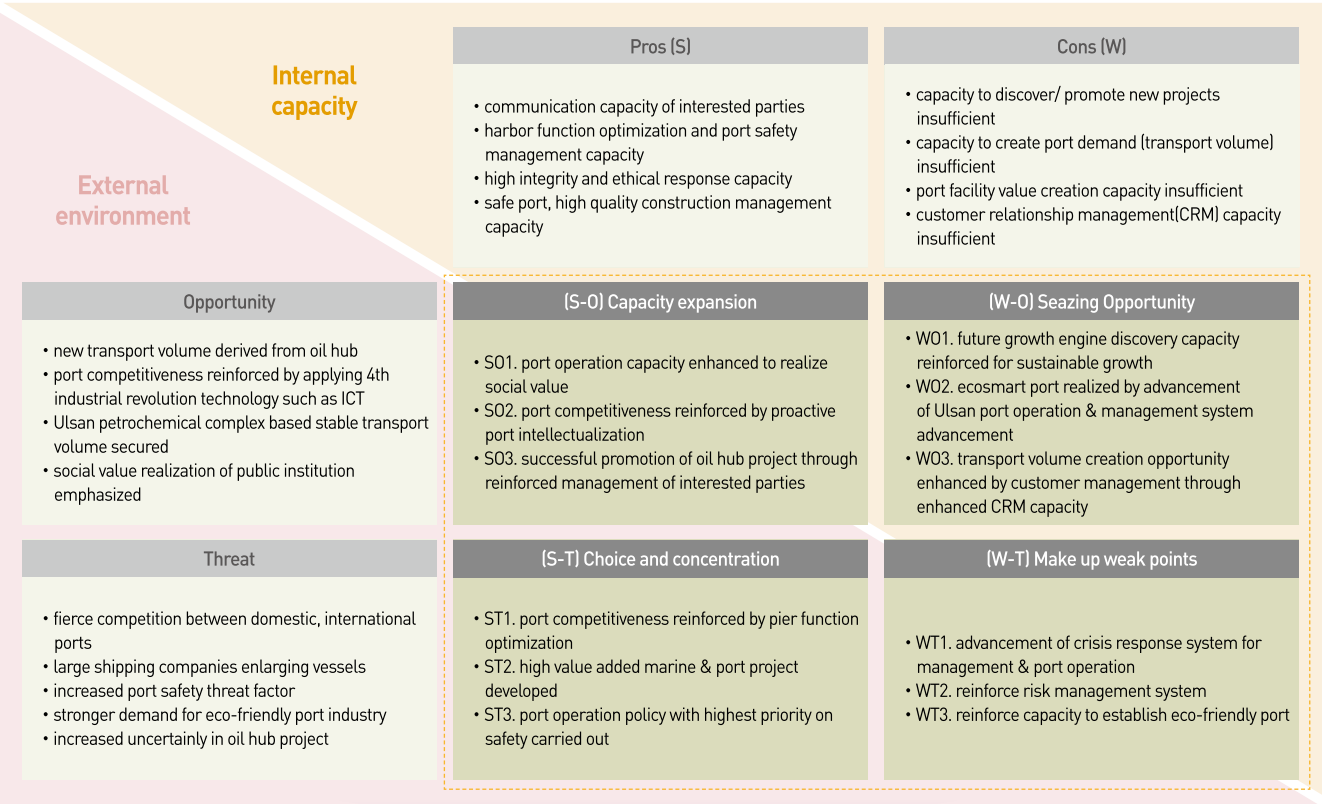 Internal
capacity
External
environment
Pros (S)
• communication capacity of interested parties
• harbor function optimization and port safety
management capacity
• high integrity and ethical response capacity
• safe port, high quality construction management
capacity
Cons (W)
• capacity to discover/ promote new projects
insufficient
• capacity to create port demand (transport volume)
insufficient
• port facility value creation capacity insufficient
• customer relationship management(CRM) capacity
insufficient
Opportunity
• new transport volume derived from oil hub
• port competitiveness reinforced by applying 4th
industrial revolution technology such as ICT
• Ulsan petrochemical complex based stable transport
volume secured
• social value realization of public institution
emphasized
(S-O) Capacity expansion
• SO1. port operation capacity enhanced to realize
social value
• SO2. port competitiveness reinforced by proactive
port intellectualization
• SO3. successful promotion of oil hub project through
reinforced management of interested parties
(W-O) Seazing Opportunity
• WO1. future growth engine discovery capacity
reinforced for sustainable growth
• WO2. ecosmart port realized by advancement
of Ulsan port operation & management system
advancement
• WO3. transport volume creation opportunity
enhanced by customer management through
enhanced CRM capacity
Threat
• fierce competition between domestic, international
ports
• large shipping companies enlarging vessels
• increased port safety threat factor
• stronger demand for eco-friendly port industry
• increased uncertainly in oil hub project
(S-T) Choice and concentration
• ST1. port competitiveness reinforced by pier function
optimization
• ST2. high value added marine & port project
developed
• ST3. port operation policy with highest priority on
safety carried out
(W-T) Make up weak points
• WT1. advancement of crisis response system for
management & port operation
• WT2. reinforce risk management system
• WT3. reinforce capacity to establish eco-friendly port